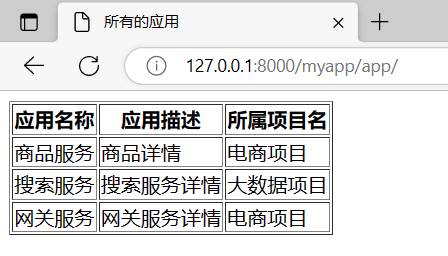 所有的应用
127.0.0.1:8000/myapp/app/
应用名称 应用描述 所属项目名
商品服务 商品详情 电商项目
搜索服务 搜索服务详情 大数据项目
网关服务 网关服务详情 电商项目